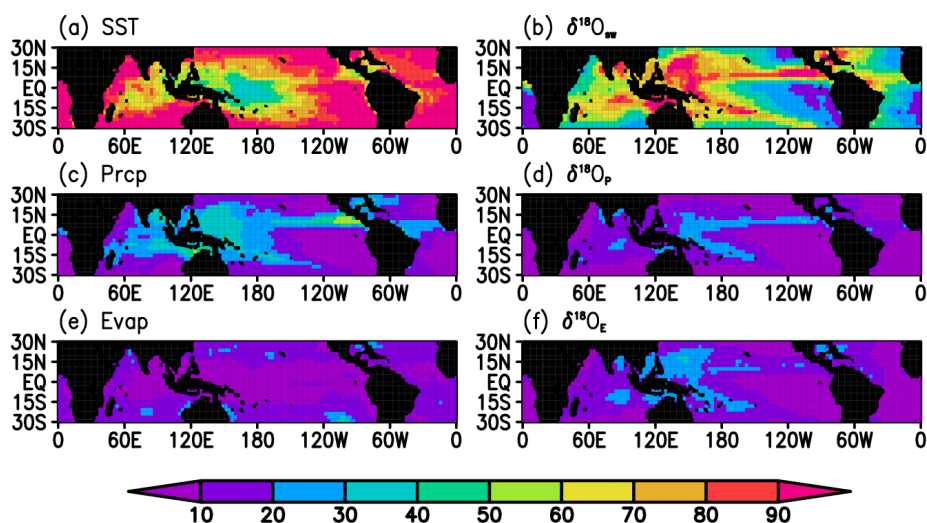 (a) SST
(b) δ¹⁸Oₛw
30N
15N
EQ
15S
30S
0 60E 120E 180 120W 60W 0
30N
15N
EQ
15S
30S
0 60E 120E 180 120W 60W 0
(c) Prcp
(d) δ¹⁸Oₚ
30N
15N
EQ
15S
30S
0 60E 120E 180 120W 60W 0
30N
15N
EQ
15S
30S
0 60E 120E 180 120W 60W 0
(e) Evap
(f) δ¹⁸OE
30N
15N
EQ
15S
30S
0 60E 120E 180 120W 60W 0
30N
15N
EQ
15S
30S
0 60E 120E 180 120W 60W 0
10 20 30 40 50 60 70 80 90